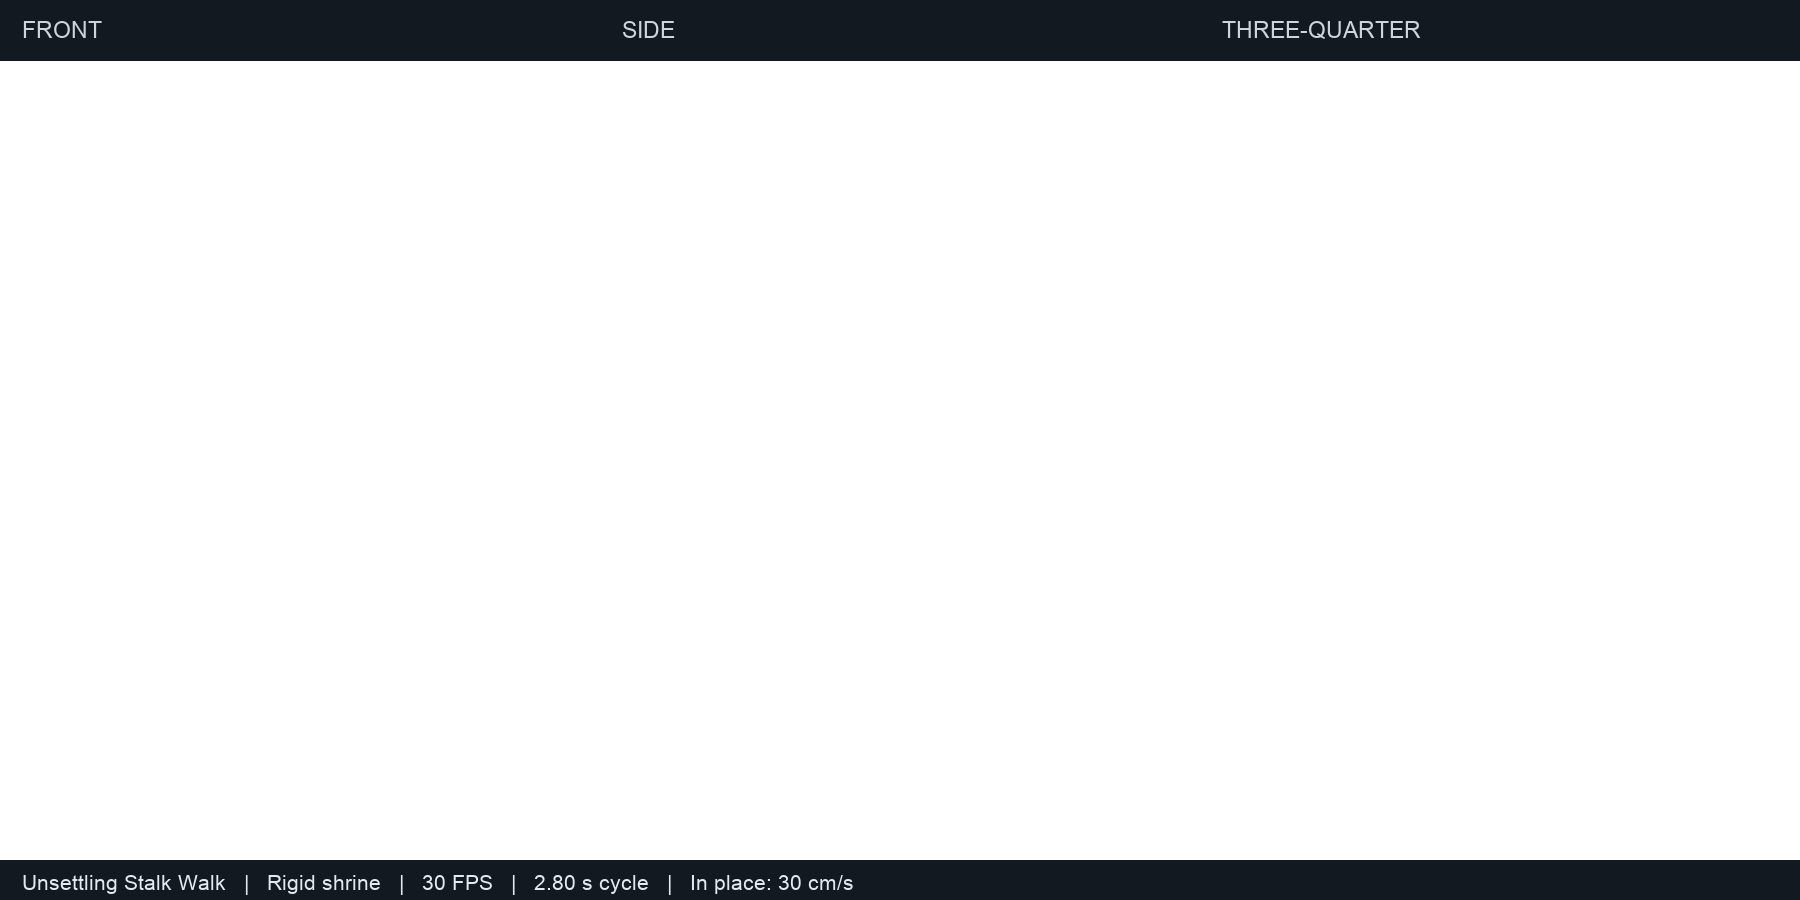 FRONT SIDE THREE-QUARTER
Unsettling Stalk Walk | Rigid shrine | 30 FPS | 2.80 s cycle | In place: 30 cm/s